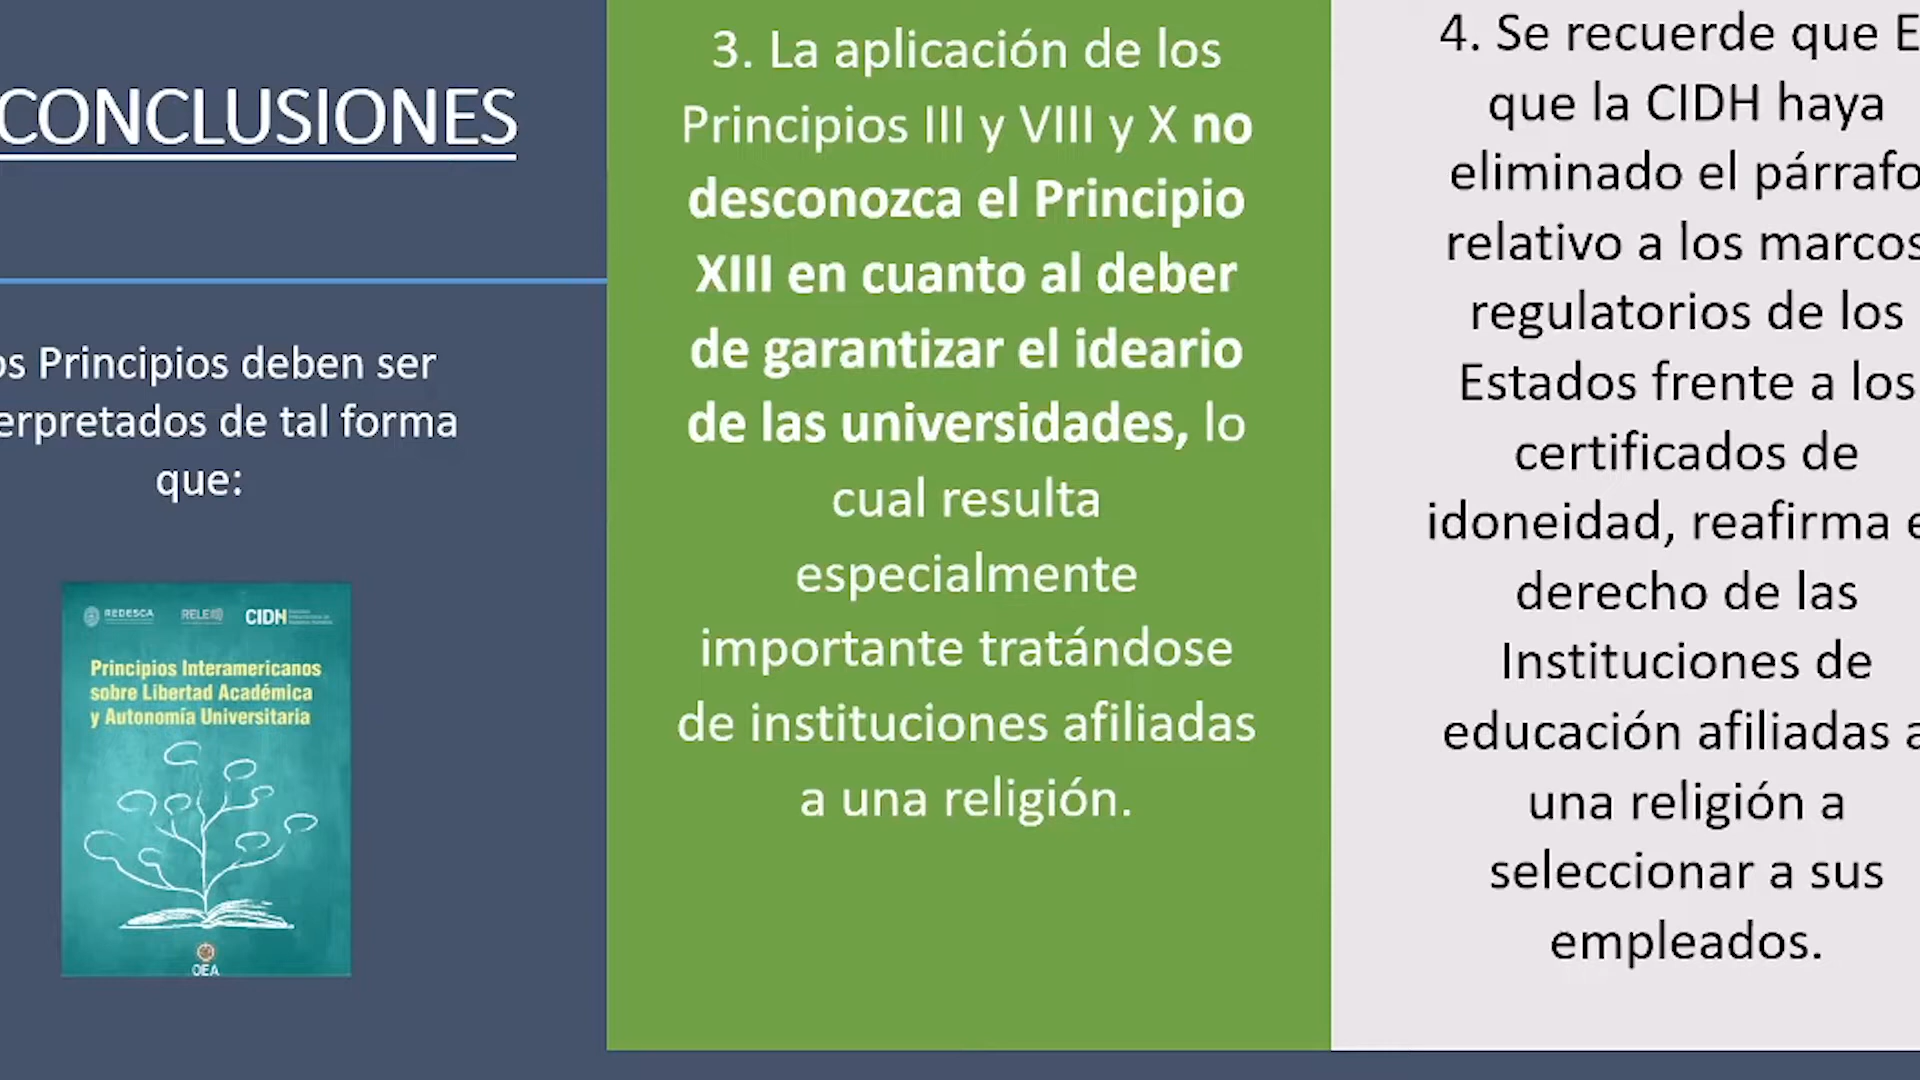 CONCLUSIONES
os Principios deben ser
erpretados de tal forma
que:
REDESCA RELE CIDH
Principios Interamericanos
sobre Libertad Académica
y Autonomía Universitaria
OEA
3. La aplicación de los
Principios III y VIII y X no
desconozca el Principio
XIII en cuanto al deber
de garantizar el ideario
de las universidades, lo
cual resulta
especialmente
importante tratándose
de instituciones afiliadas
a una religión.
4. Se recuerde que E
que la CIDH haya
eliminado el párrafo
relativo a los marcos
regulatorios de los
Estados frente a los
certificados de
idoneidad, reafirma e
derecho de las
Instituciones de
educación afiliadas a
una religión a
seleccionar a sus
empleados.